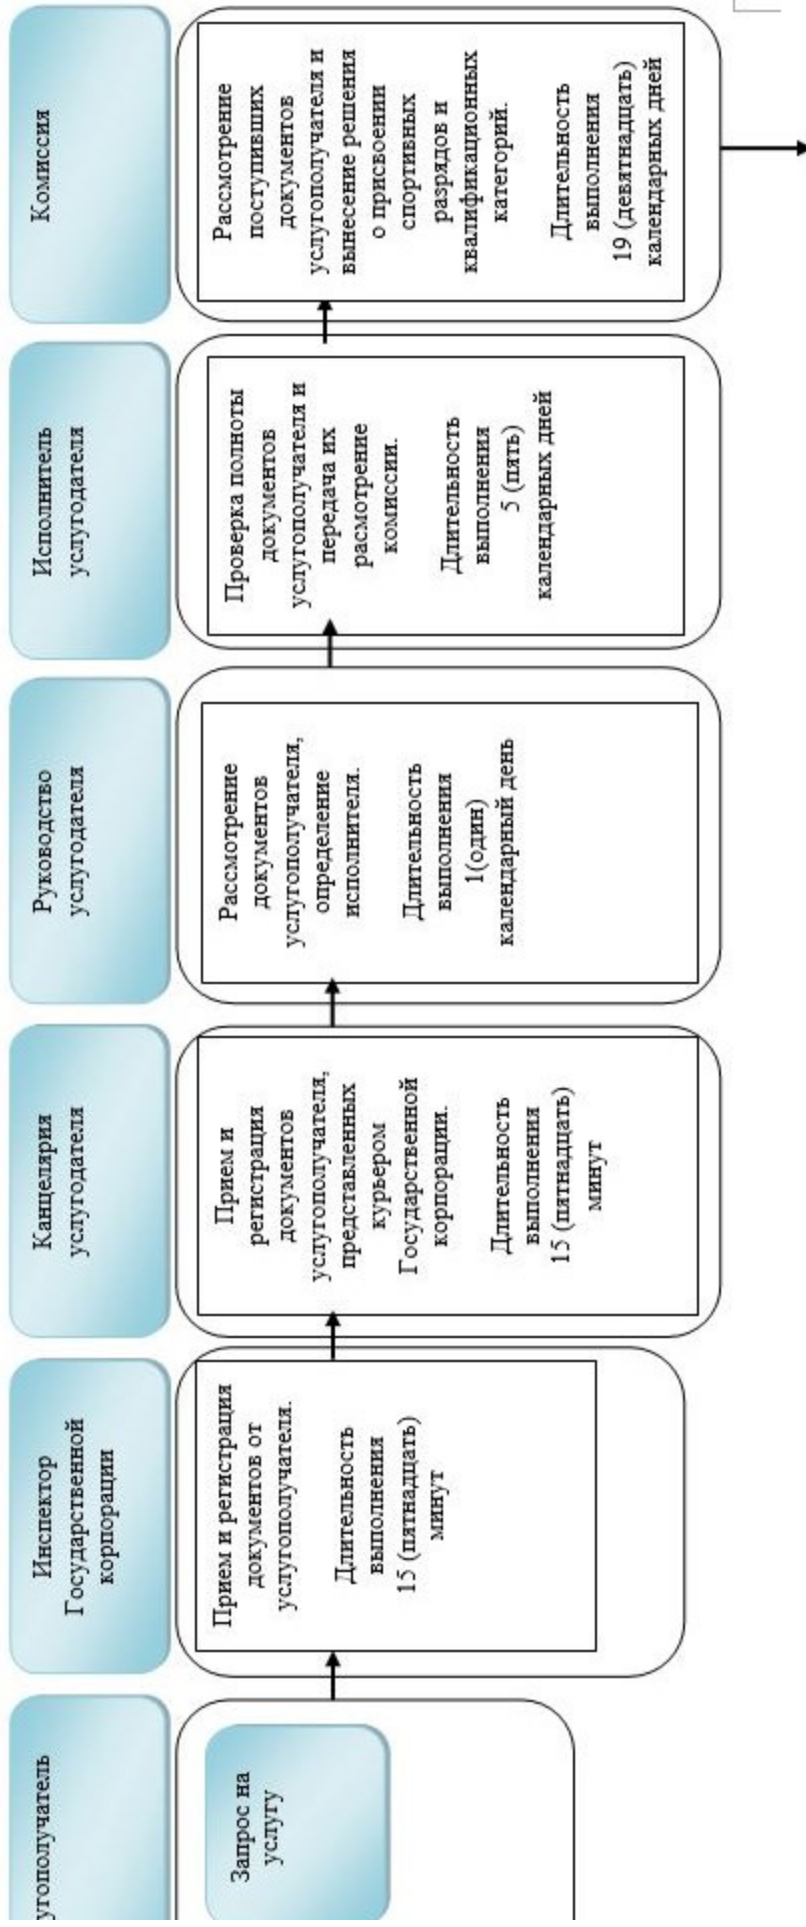 угополучатель
Инспектор
Государственной
корпорации
Канцелярия
услугодателя
Руководство
услугодателя
Исполнитель
услугодателя
Комиссия
Запрос на
услугу
Прием и регистрация
документов от
услугополучателя.
Длительность
выполнения
15 (пятнадцать)
минут
Прием и
регистрация
документов
услугополучателя,
представленных
курьером
Государственной
корпорации.
Длительность
выполнения
15 (пятнадцать)
минут
Рассмотрение
документов
услугополучателя,
определение
исполнителя.
Длительность
выполнения
1(один)
календарный день
Проверка полноты
документов
услугополучателя и
передача их
расмотрение
комиссии.
Длительность
выполнения
5 (пять)
календарных дней
Рассмотрение
поступивших
документов
услугополучателя и
вынесение решения
о присвоении
спортивных
разрядов и
квалификационных
категорий.
Длительность
выполнения
19 (девятнадцать)
календарных дней